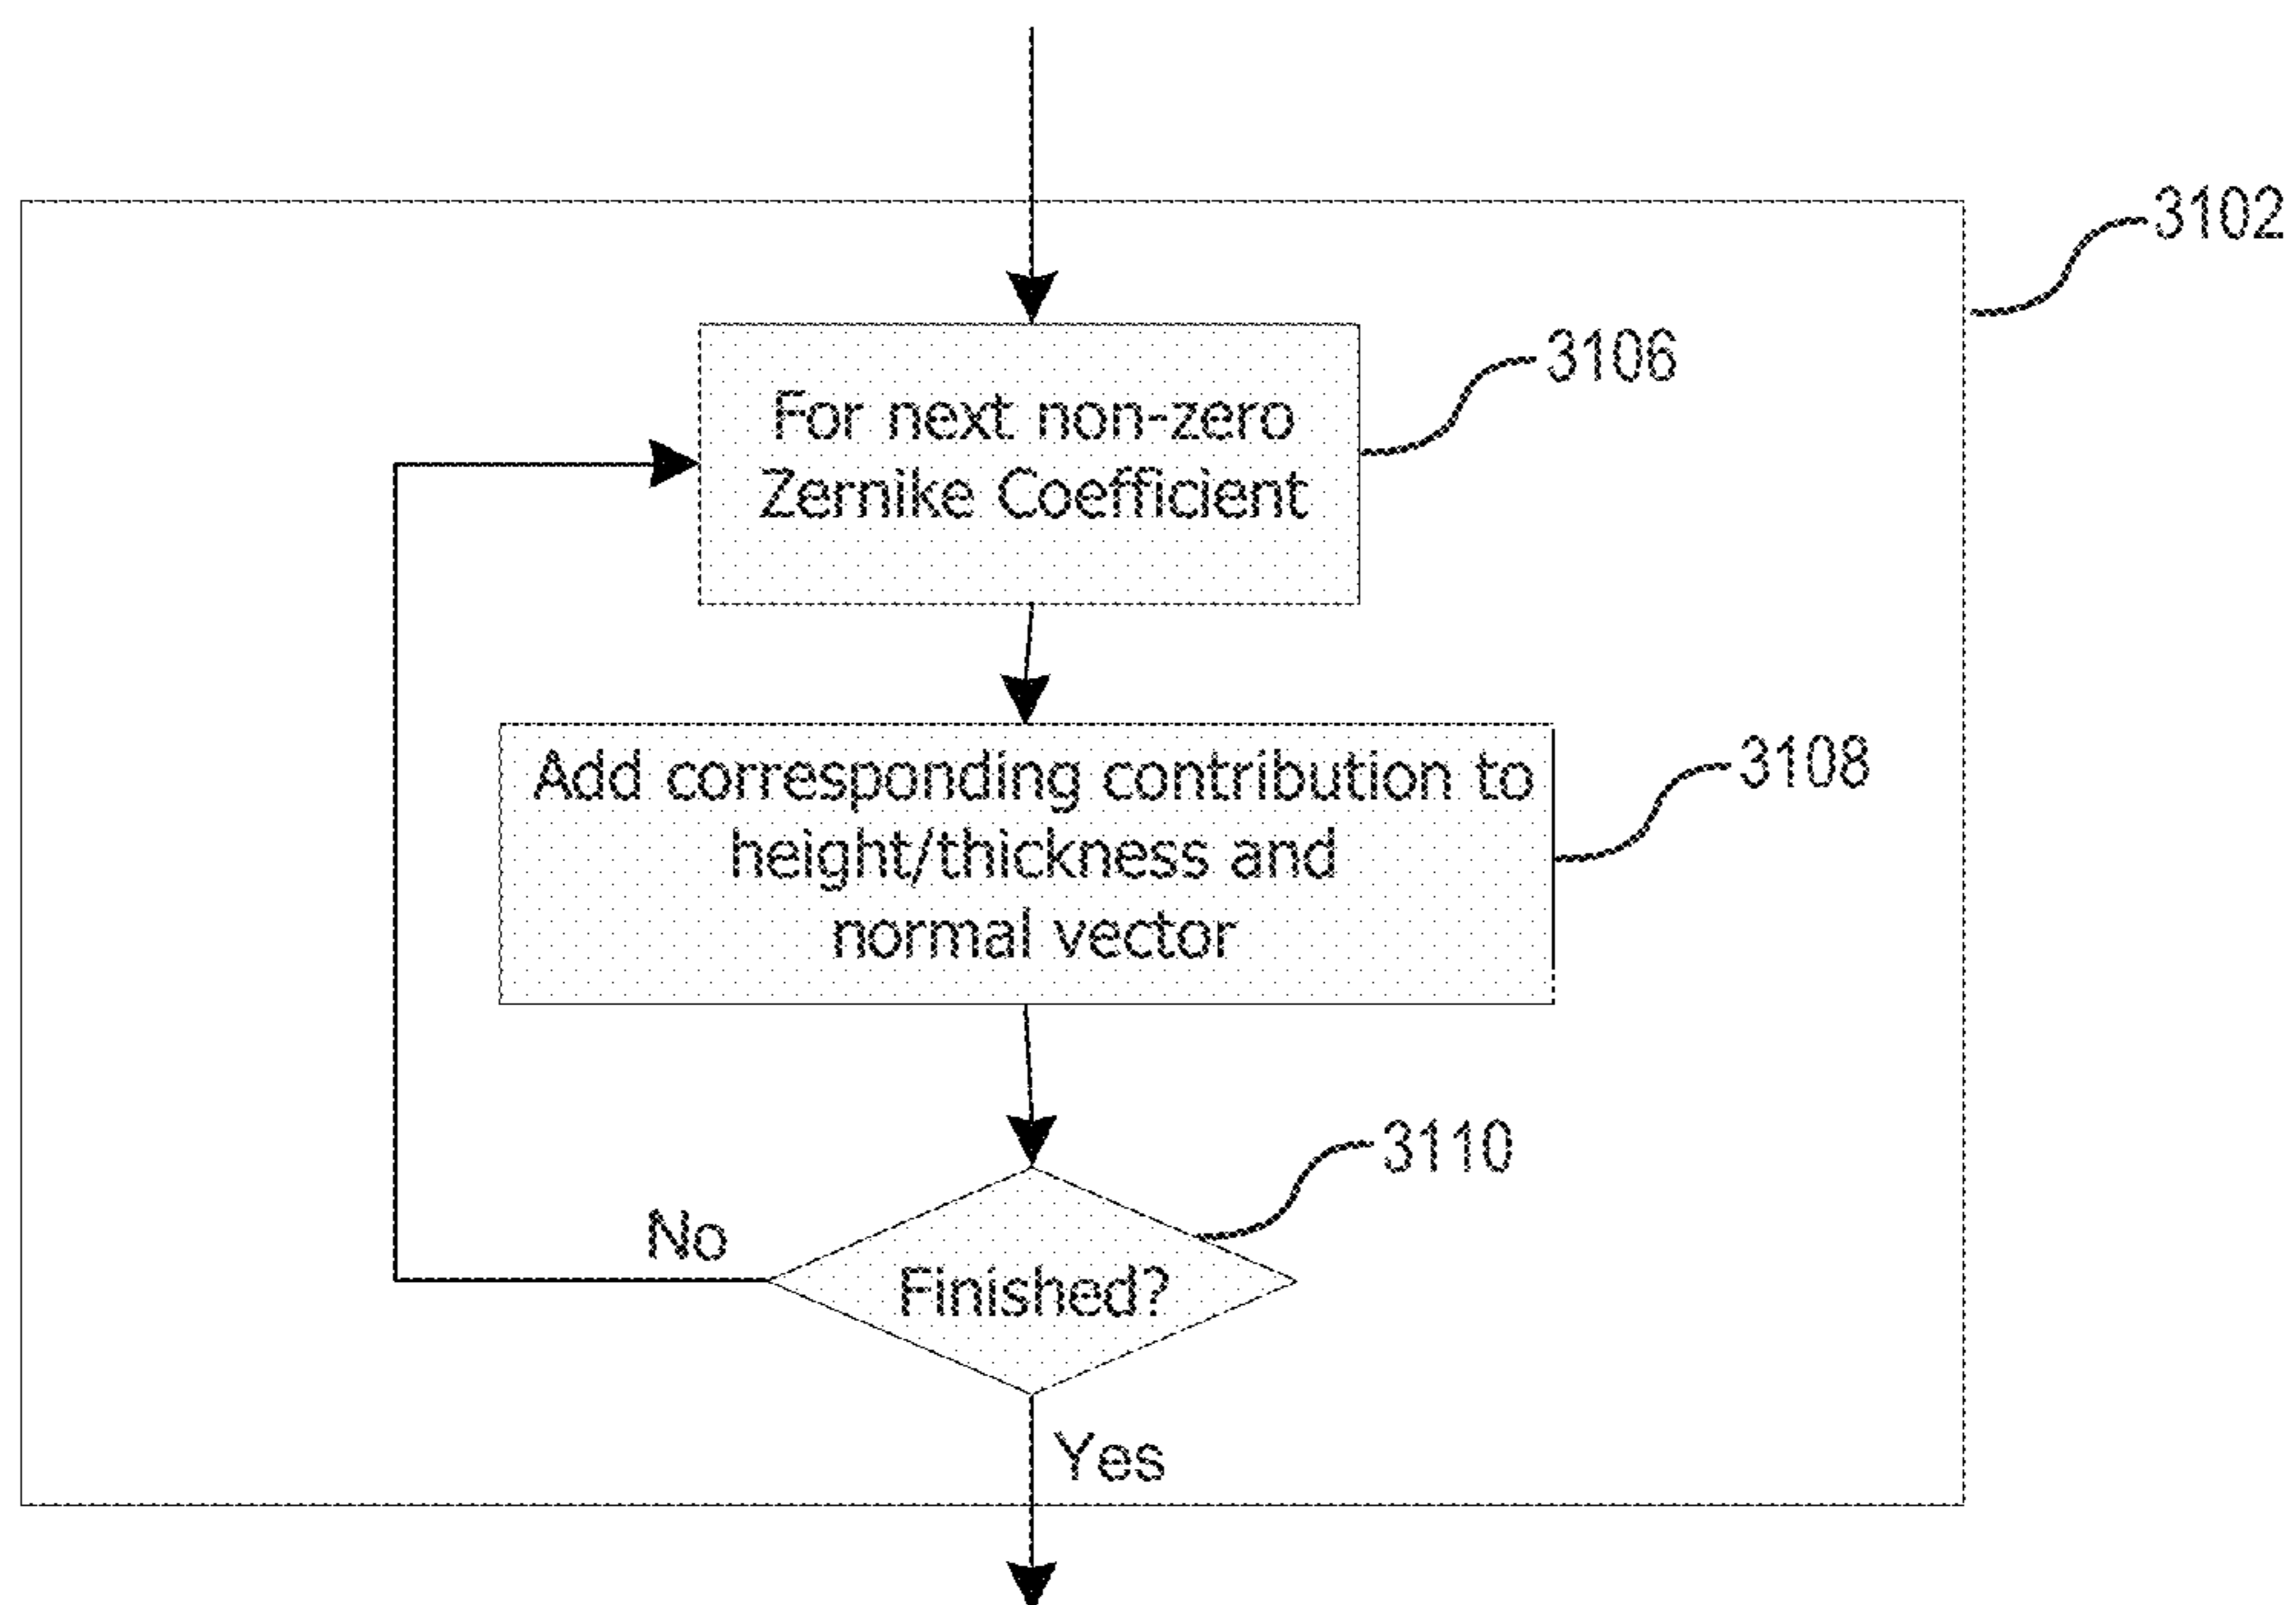 3102
3106
For next non-zero
Zernike Coefficient
3108
Add corresponding contribution to
height/thickness and
normal vector
3110
No
Finished?
Yes